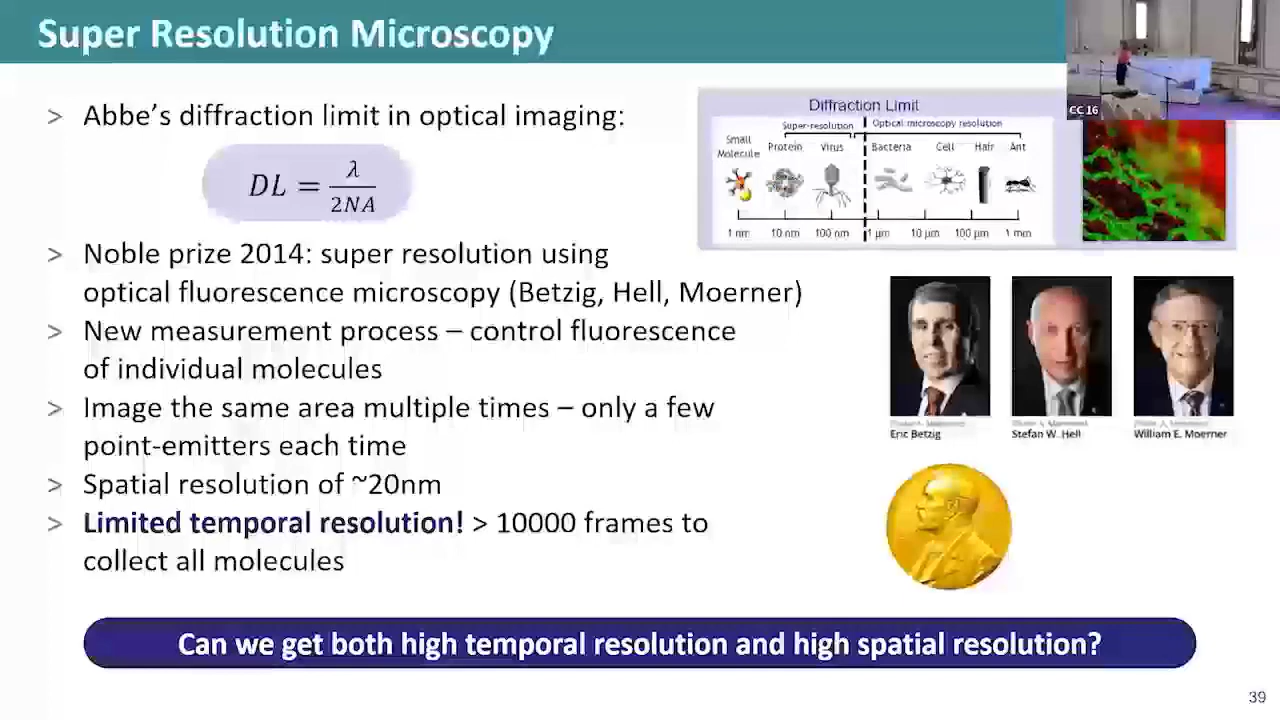 Super Resolution Microscopy
CC 16
> Abbe's diffraction limit in optical imaging:
DL = λ / 2NA
Diffraction Limit
Super-resolution
Optical microscopy resolution
Small Molecule Protein Virus Bacteria Cell Hair Ant
1 nm 10 nm 100 nm 1 μm 10 μm 100 μm 1 mm
> Noble prize 2014: super resolution using
optical fluorescence microscopy (Betzig, Hell, Moerner)
> New measurement process – control fluorescence
of individual molecules
> Image the same area multiple times – only a few
point-emitters each time
> Spatial resolution of ~20nm
> Limited temporal resolution! > 10000 frames to
collect all molecules
Eric Betzig
Stefan W. Hell
William E. Moerner
Can we get both high temporal resolution and high spatial resolution?
39